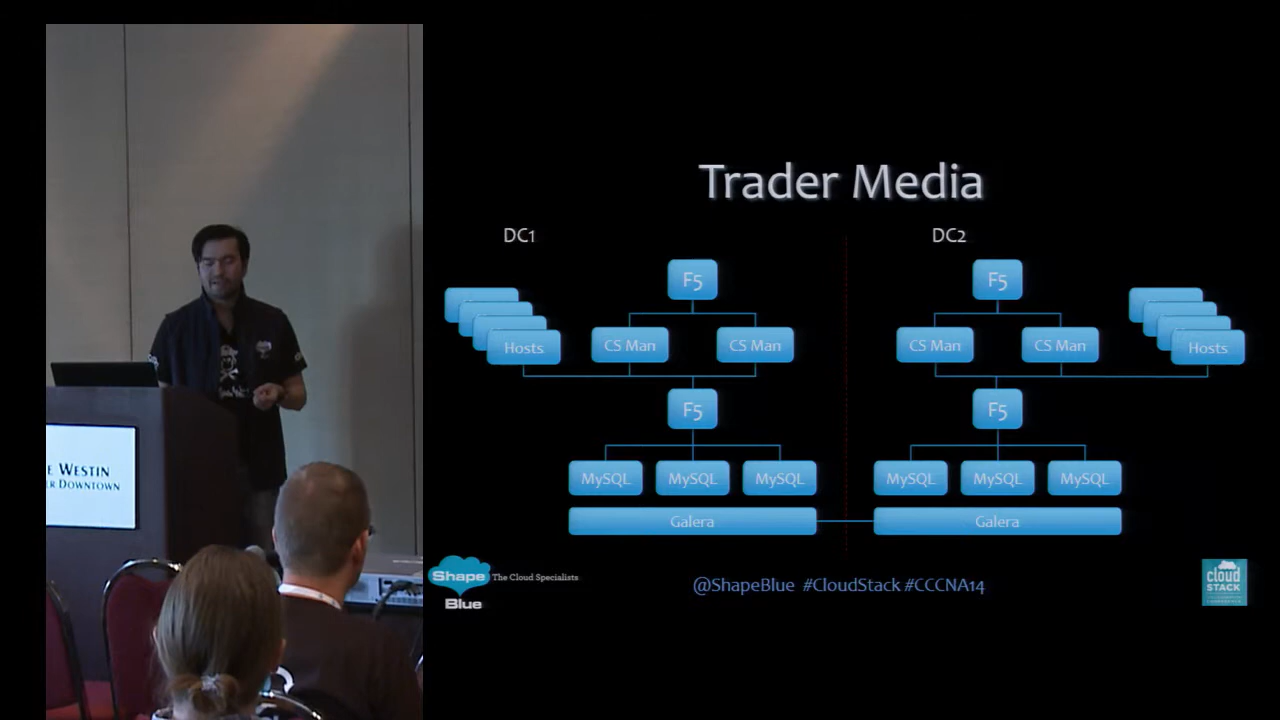 Trader Media
DC1
DC2
F5
F5
Hosts
CS Man
CS Man
CS Man
CS Man
Hosts
F5
F5
MySQL
MySQL
MySQL
MySQL
MySQL
MySQL
Galera
Galera
Shape
Blue
The Cloud Specialists
@ShapeBlue #CloudStack #CCCNA14
cloud
STACK
WESTIN
DOWNTOWN